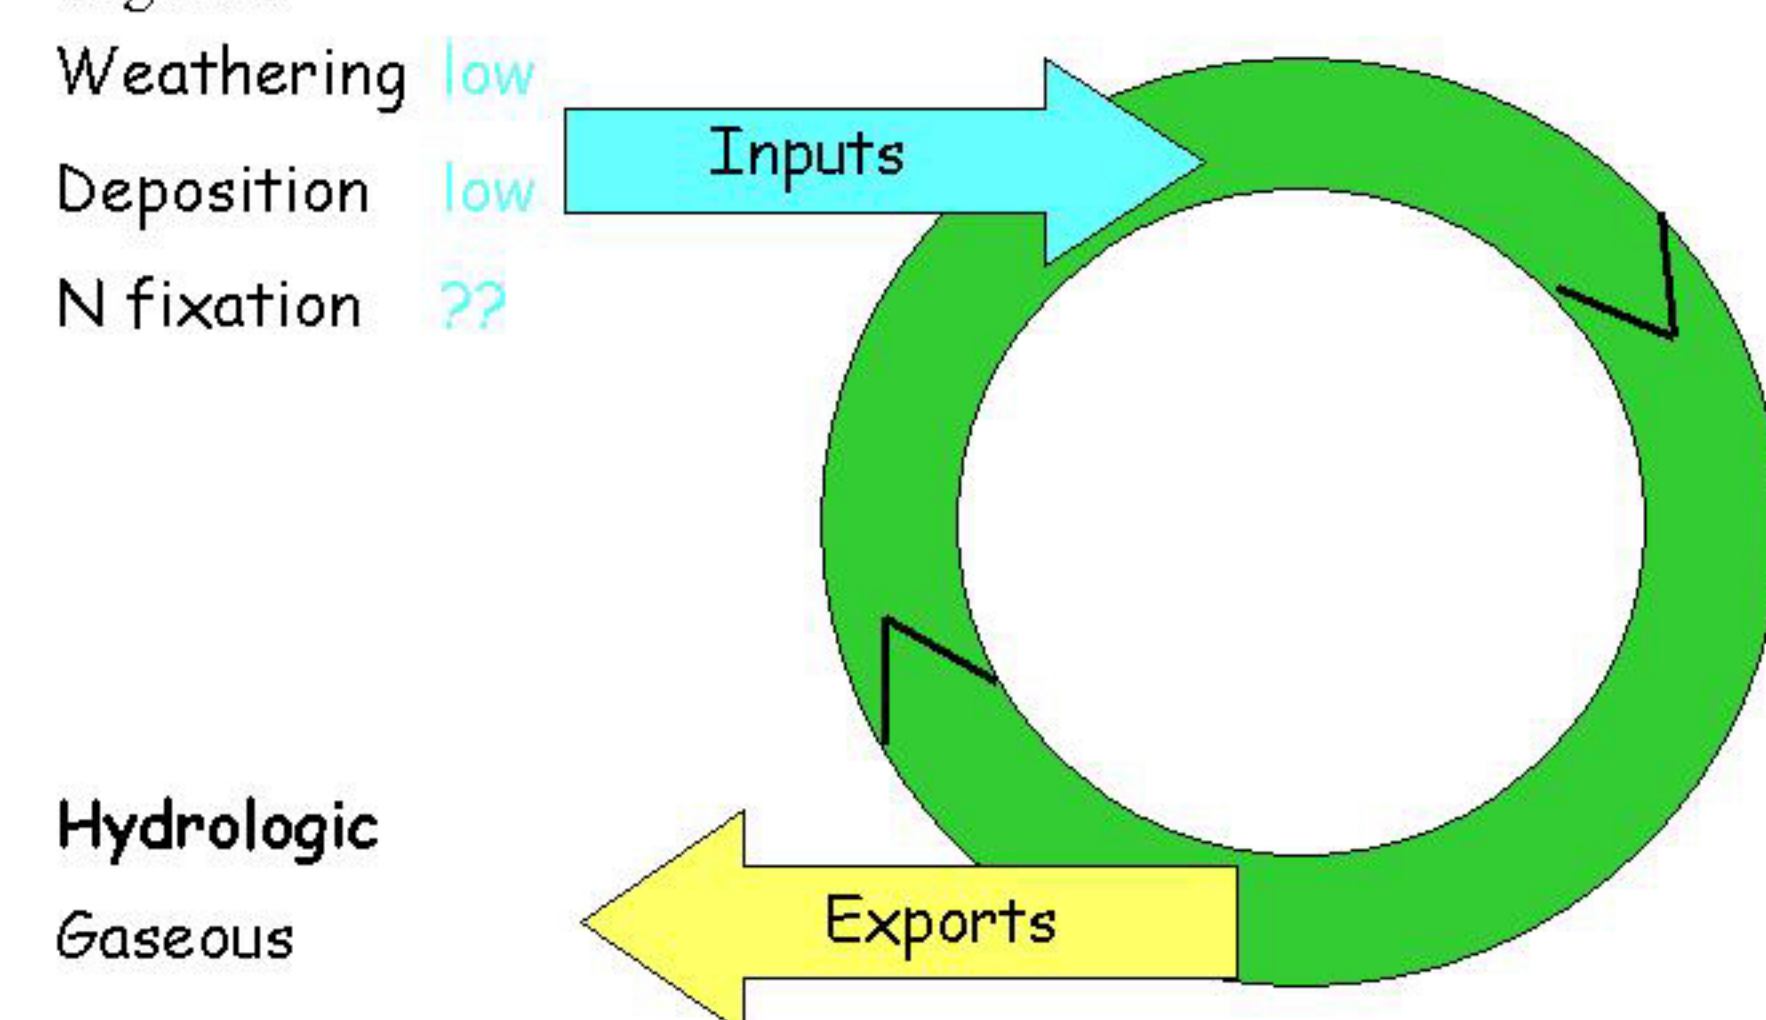 Weathering low
Inputs
Deposition low
N fixation ??
Hydrologic
Exports
Gaseous